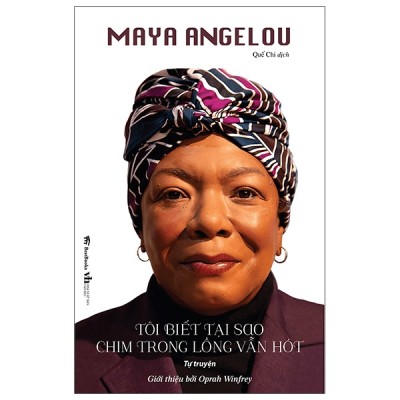 MAYA ANGELOU
Quế Chi dịch
TÔI BIẾT TẠI SAO
CHIM TRONG LỒNG VẪN HÓT
Tự truyện
Giới thiệu bởi Oprah Winfrey
BestBooks